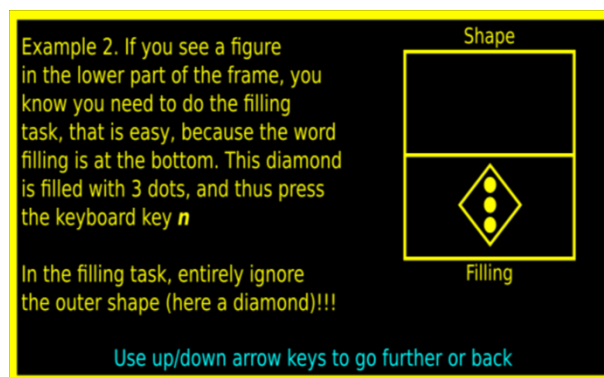 Example 2. If you see a figure
in the lower part of the frame, you
know you need to do the filling
task, that is easy, because the word
filling is at the bottom. This diamond
is filled with 3 dots, and thus press
the keyboard key n
In the filling task, entirely ignore
the outer shape (here a diamond)!!!
Shape
Filling
Use up/down arrow keys to go further or back